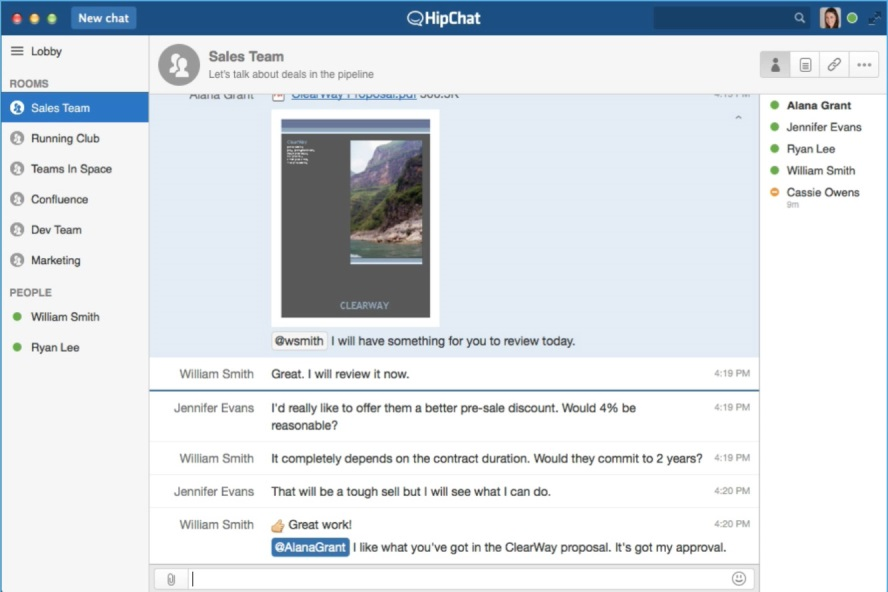 New chat
HipChat
Lobby
ROOMS
Sales Team
Running Club
Teams In Space
Confluence
Dev Team
Marketing
PEOPLE
William Smith
Ryan Lee
Sales Team
Let's talk about deals in the pipeline
Alana Grant ClearWay Proposal.pdf 4:19 PM
ClearWay
CLEARWAY
@wsmith I will have something for you to review today.
William Smith Great. I will review it now. 4:19 PM
Jennifer Evans I'd really like to offer them a better pre-sale discount. Would 4% be 4:19 PM
reasonable?
William Smith It completely depends on the contract duration. Would they commit to 2 years? 4:19 PM
Jennifer Evans That will be a tough sell but I will see what I can do. 4:20 PM
William Smith 👍 Great work! 4:20 PM
@AlanaGrant I like what you've got in the ClearWay proposal. It's got my approval.
Alana Grant
Jennifer Evans
Ryan Lee
William Smith
Cassie Owens
9m